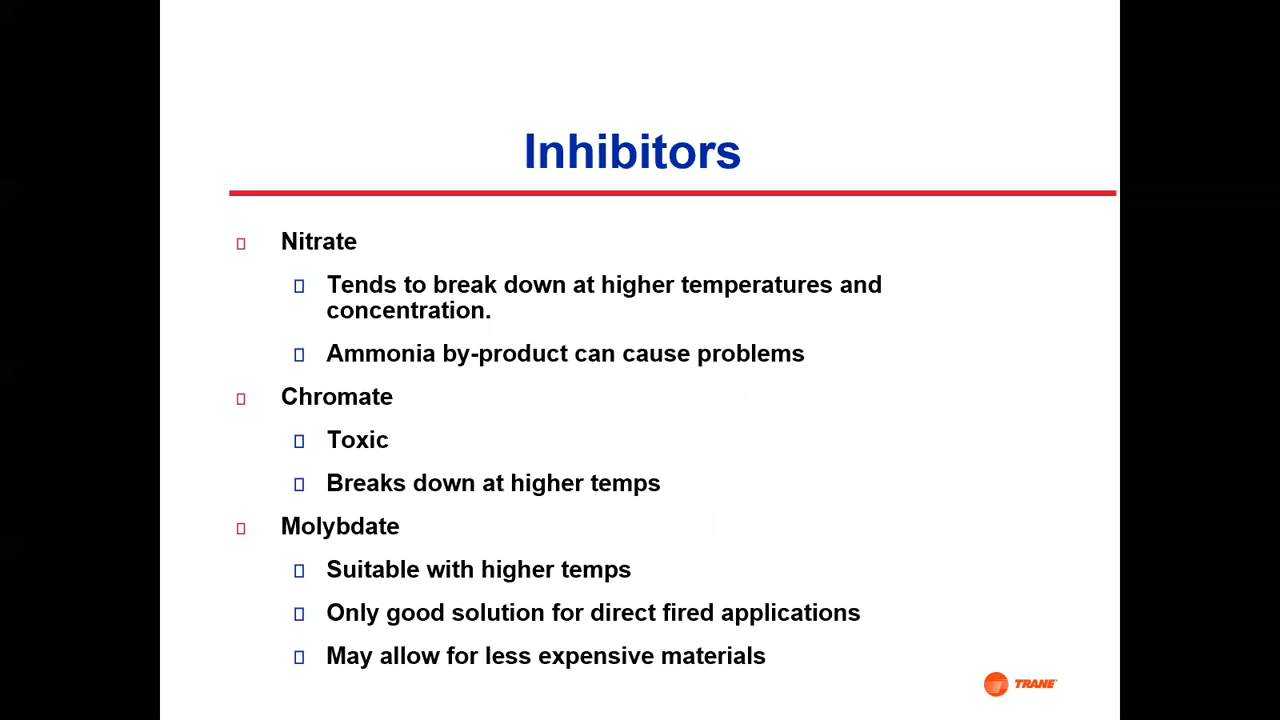 Inhibitors
Nitrate
Tends to break down at higher temperatures and
concentration.
Ammonia by-product can cause problems
Chromate
Toxic
Breaks down at higher temps
Molybdate
Suitable with higher temps
Only good solution for direct fired applications
May allow for less expensive materials
TRANE